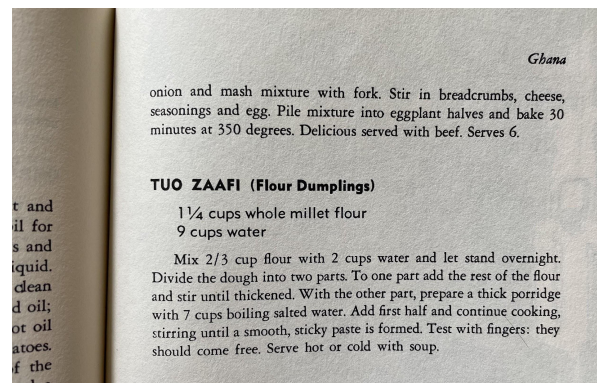 t and
il for
s and
iquid.
clean
d oil;
ot oil
atoes.
f the
Ghana
onion and mash mixture with fork. Stir in breadcrumbs, cheese,
seasonings and egg. Pile mixture into eggplant halves and bake 30
minutes at 350 degrees. Delicious served with beef. Serves 6.
TUO ZAAFI (Flour Dumplings)
1¼ cups whole millet flour
9 cups water
Mix 2/3 cup flour with 2 cups water and let stand overnight.
Divide the dough into two parts. To one part add the rest of the flour
and stir until thickened. With the other part, prepare a thick porridge
with 7 cups boiling salted water. Add first half and continue cooking,
stirring until a smooth, sticky paste is formed. Test with fingers: they
should come free. Serve hot or cold with soup.